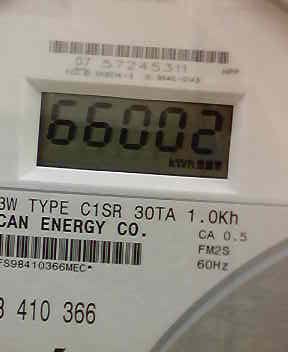 07 57245311
66002
kWh
3W TYPE C1SR 30TA 1.0Kh
CAN ENERGY CO.
CA 0.5
FM2S
60Hz
FS98410366MEC*
410 366